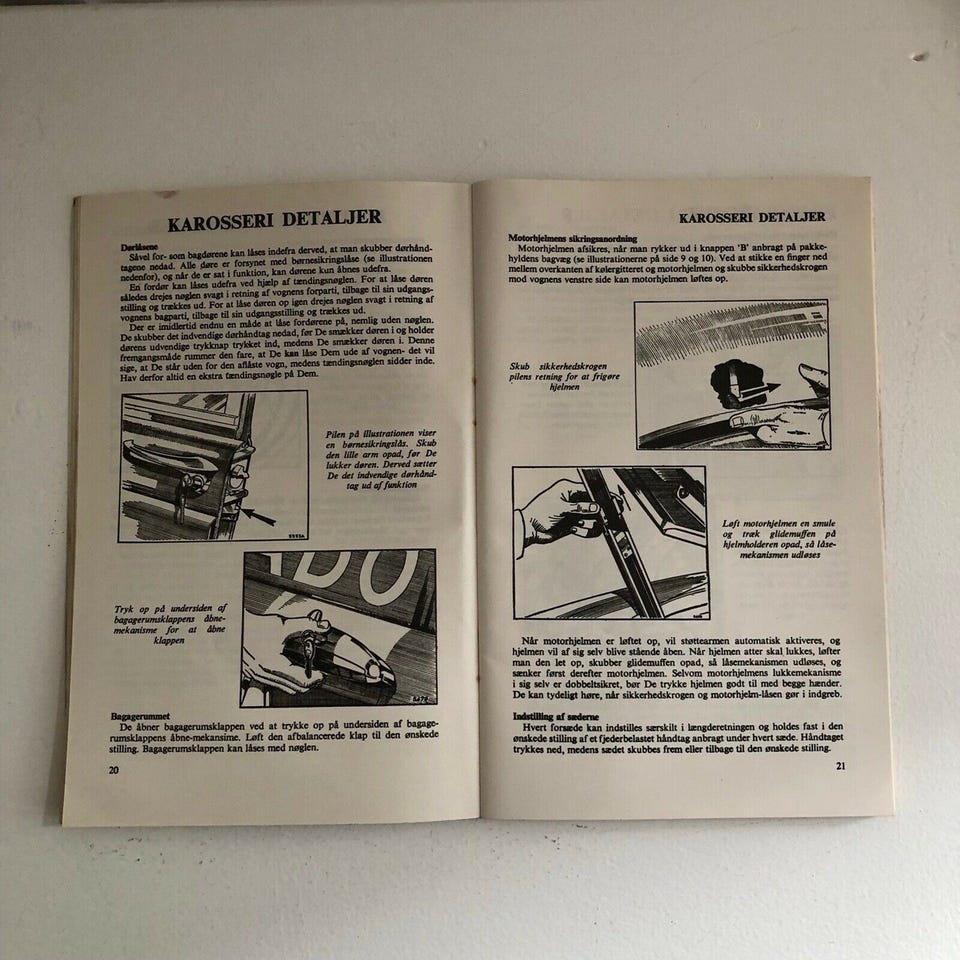 KAROSSERI DETALJER
Dørlåsene
Såvel for- som bagdørene kan låses indefra derved, at man skubber dørhånd-
tagene nedad. Alle døre er forsynet med børnesikringslåse (se illustrationen
nedenfor), og når de er sat i funktion, kan dørene kun åbnes udefra.
En fordør kan låses udefra ved hjælp af tændingsnøglen. For at låse døren
således drejes nøglen svagt i retning af vognens forparti, tilbage til sin udgangs-
stilling og trækkes ud. For at låse døren op igen drejes nøglen svagt i retning af
vognens bagparti, tilbage til sin udgangsstilling og trækkes ud.
Der er imidlertid endnu en måde at låse fordørene på, nemlig uden nøglen.
De skubber det indvendige dørhåndtag nedad, før De smækker døren i og holder
dørens udvendige trykknap trykket ind, medens De smækker døren i. Denne
fremgangsmåde rummer den fare, at De kan låse Dem ude af vognen- det vil
sige, at De står uden for den aflåste vogn, medens tændingsnøglen sidder inde.
Hav derfor altid en ekstra tændingsnøgle på Dem.
Pilen på illustrationen viser
en børnesikringslås. Skub
den lille arm opad, før De
lukker døren. Derved sætter
De det indvendige dørhånd-
tag ud af funktion
5553A
ADO
Tryk op på undersiden af
bagagerumsklappens åbne-
mekanisme for at åbne
klappen
Bagagerummet
De åbner bagagerumsklappen ved at trykke op på undersiden af bagage-
rumsklappens åbne-mekansime. Løft den afbalancerede klap til den ønskede
stilling. Bagagerumsklappen kan låses med nøglen.
20
KAROSSERI DETALJER
Motorhjelmens sikringsanordning
Motorhjelmen afsikres, når man rykker ud i knappen 'B' anbragt på pakke-
hyldens bagvæg (se illustrationerne på side 9 og 10). Ved at stikke en finger ned
mellem overkanten af kølergitteret og motorhjelmen og skubbe sikkerhedskrogen
mod vognens venstre side kan motorhjelmen løftes op.
Skub sikkerhedskrogen
pilens retning for at frigøre
hjelmen
Løft motorhjelmen en smule
og træk glidemuffen på
hjelmholderen opad, så låse-
mekanismen udløses
Når motorhjelmen er løftet op, vil støttearmen automatisk aktiveres, og
hjelmen vil af sig selv blive stående åben. Når hjelmen atter skal lukkes, løfter
man den let op, skubber glidemuffen opad, så låsemekanismen udløses, og
sænker først derefter motorhjelmen. Selvom motorhjelmens lukkemekanisme
i sig selv er dobbeltsikret, bør De trykke hjelmen godt til med begge hænder.
De kan tydeligt høre, når sikkerhedskrogen og motorhjelm-låsen gør i indgreb.
Indstilling af sæderne
Hvert forsæde kan indstilles særskilt i længderetningen og holdes fast i den
ønskede stilling af et fjederbelastet håndtag anbragt under hvert sæde. Håndtaget
trykkes ned, medens sædet skubbes frem eller tilbage til den ønskede stilling.
21